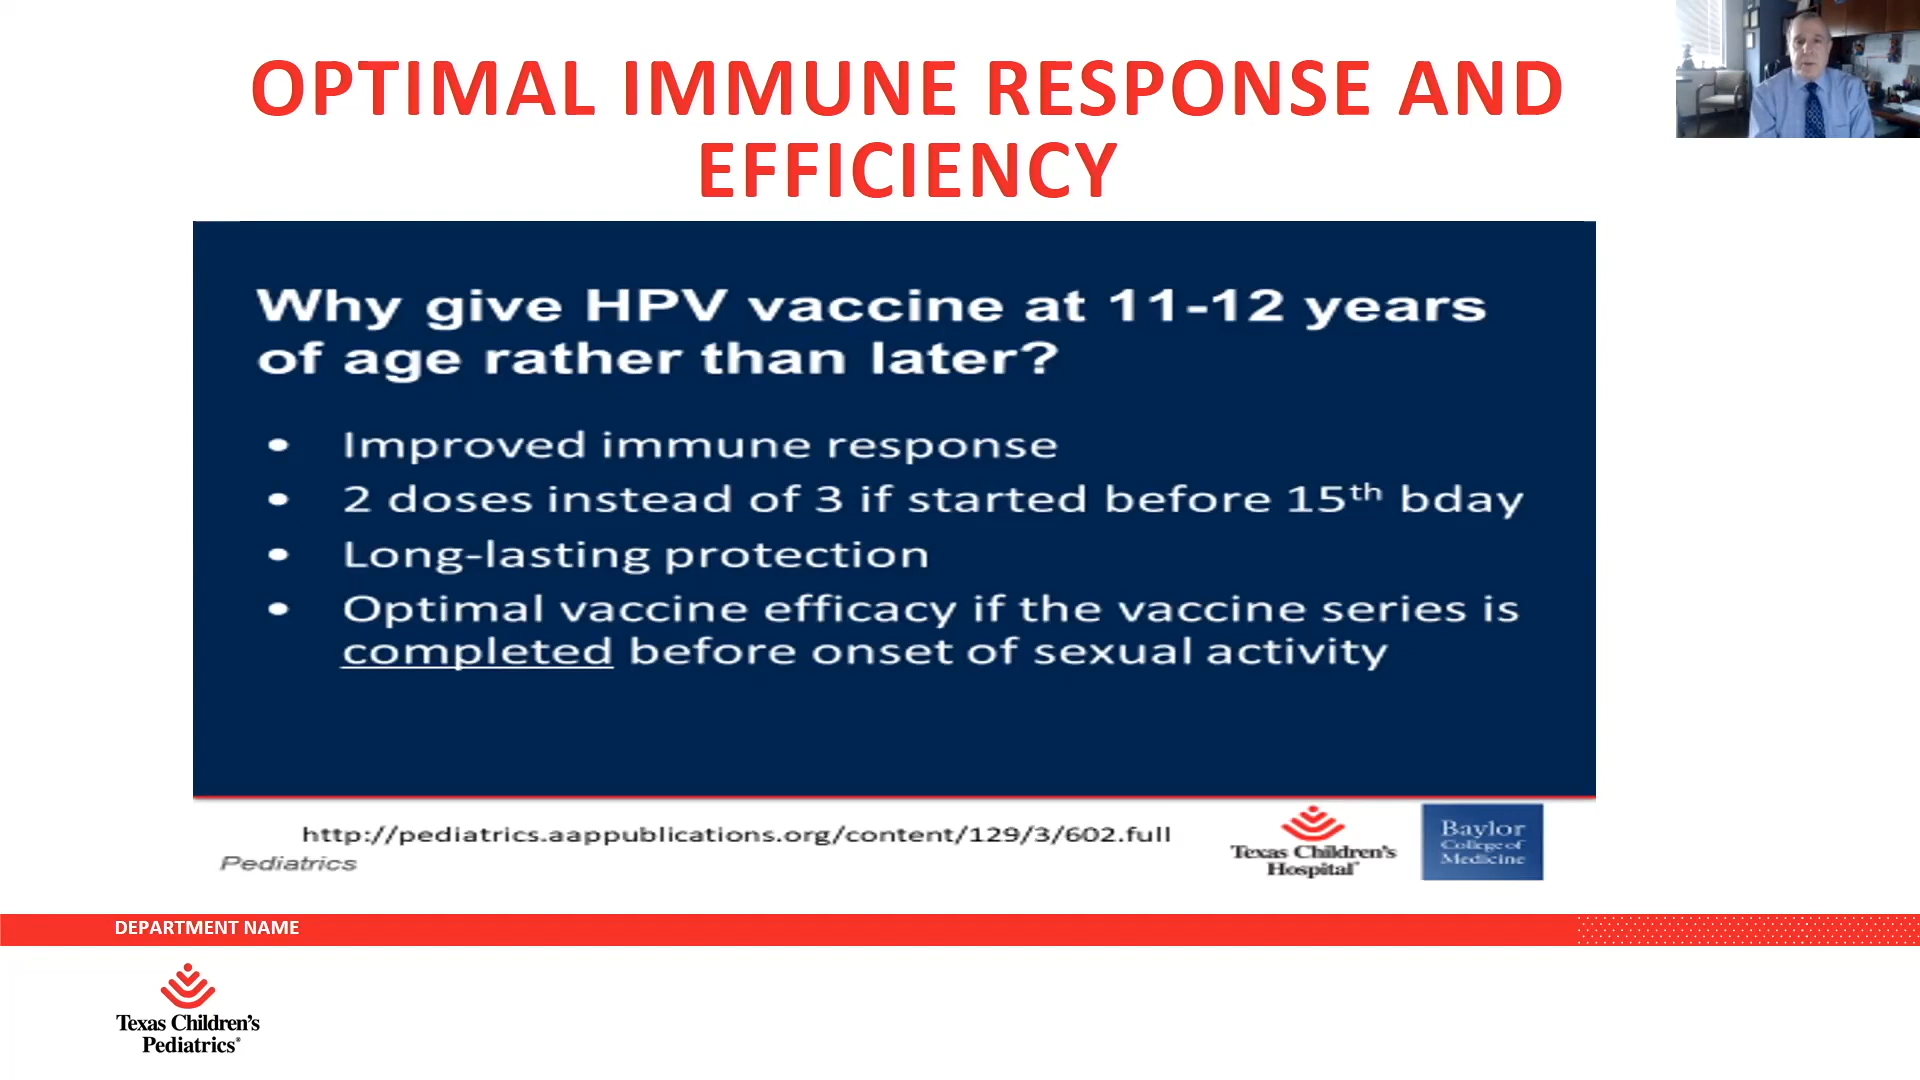 OPTIMAL IMMUNE RESPONSE AND
EFFICIENCY
Why give HPV vaccine at 11-12 years
of age rather than later?
• Improved immune response
• 2 doses instead of 3 if started before 15th bday
• Long-lasting protection
• Optimal vaccine efficacy if the vaccine series is
completed before onset of sexual activity
http://pediatrics.aappublications.org/content/129/3/602.full
Pediatrics
Texas Children's
Hospital®
Baylor
College of
Medicine
DEPARTMENT NAME
Texas Children's
Pediatrics®